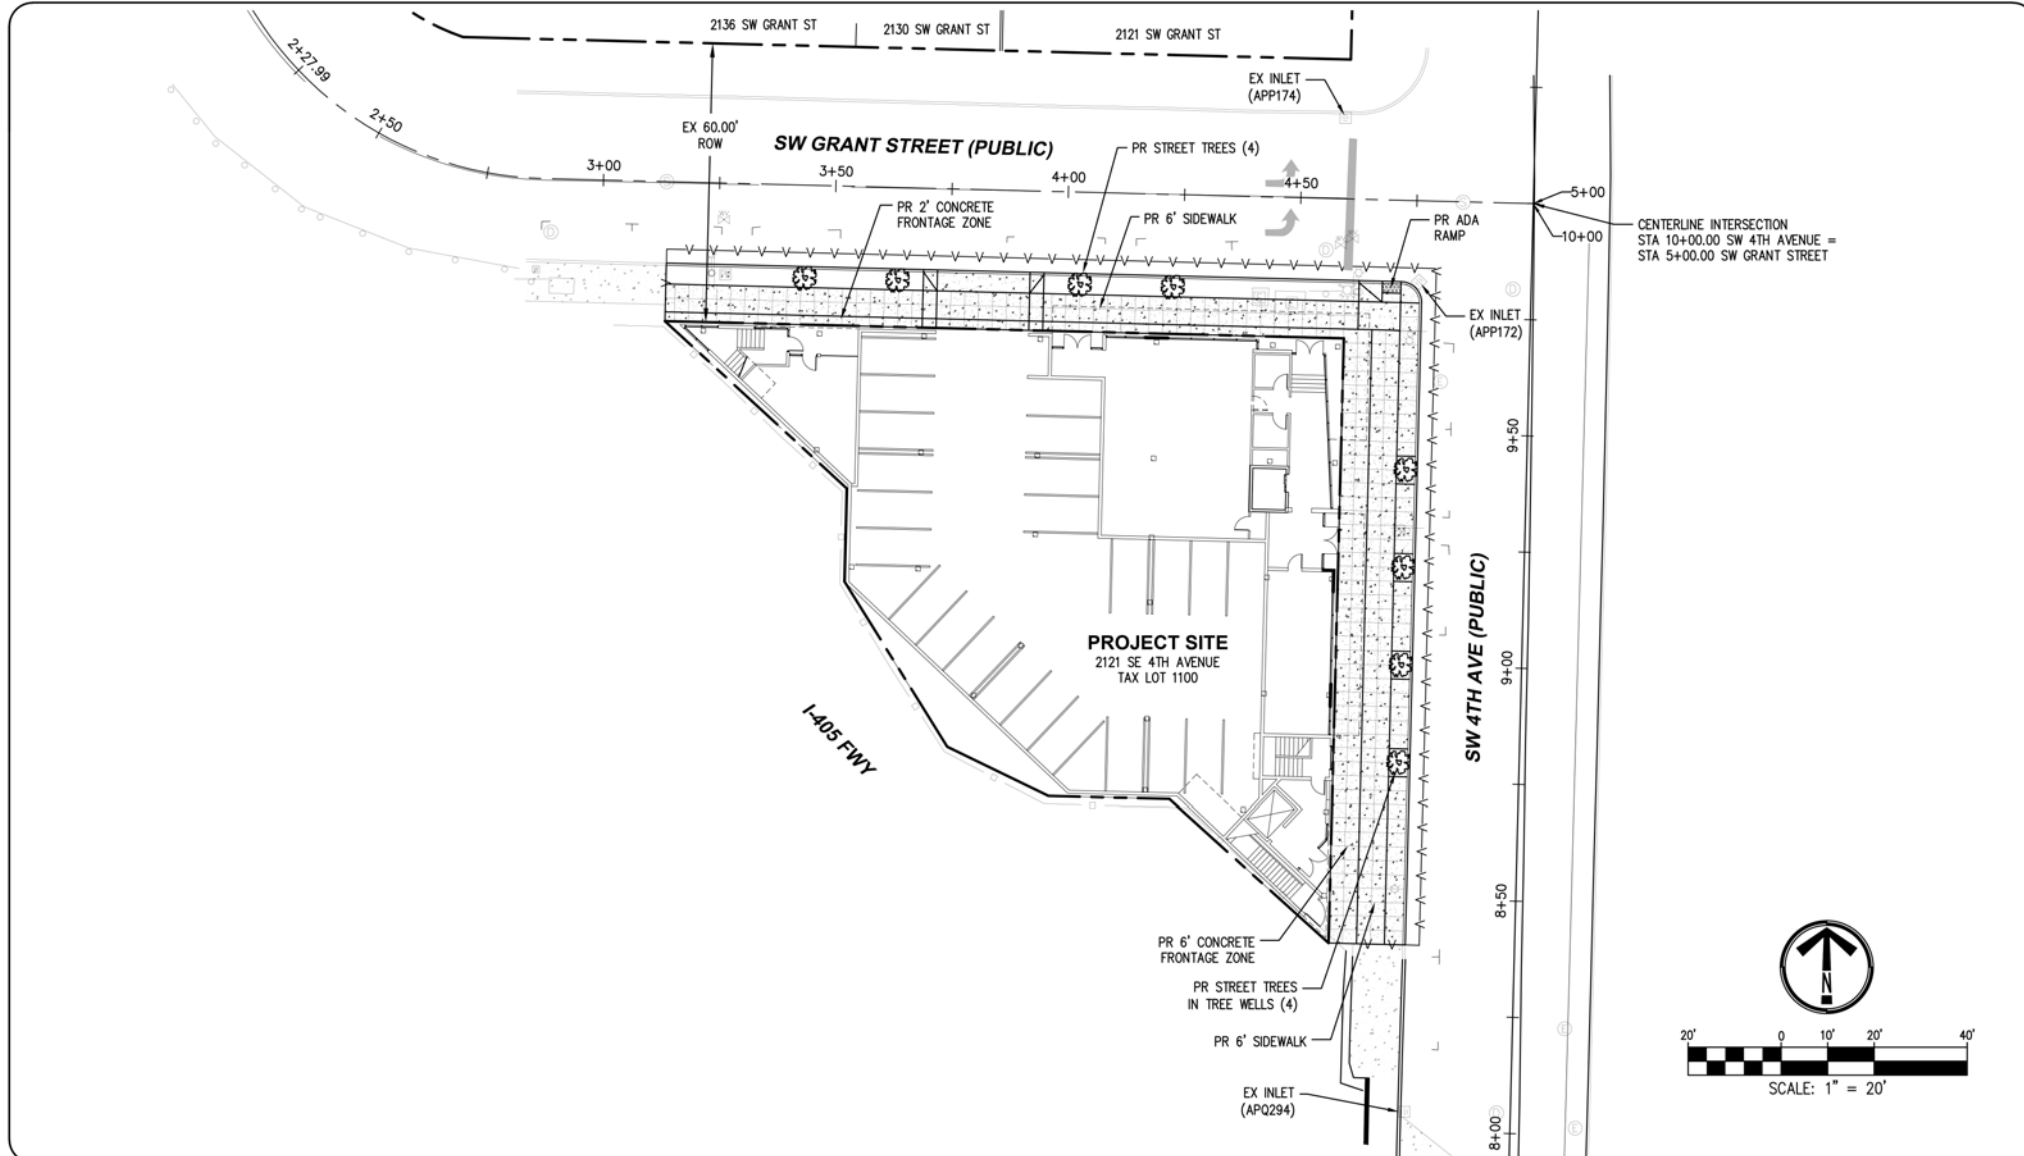 2136 SW GRANT ST
2130 SW GRANT ST
2121 SW GRANT ST
2+27.99
2+50
EX INLET
(APP174)
EX 60.00'
ROW
SW GRANT STREET (PUBLIC)
PR STREET TREES (4)
3+00
3+50
4+00
4+50
5+00
PR 2' CONCRETE
FRONTAGE ZONE
PR 6' SIDEWALK
PR ADA
RAMP
10+00
CENTERLINE INTERSECTION
STA 10+00.00 SW 4TH AVENUE =
STA 5+00.00 SW GRANT STREET
EX INLET
(APP172)
9+50
SW 4TH AVE (PUBLIC)
9+00
PROJECT SITE
2121 SE 4TH AVENUE
TAX LOT 1100
I-405 FWY
8+50
PR 6' CONCRETE
FRONTAGE ZONE
PR STREET TREES
IN TREE WELLS (4)
PR 6' SIDEWALK
EX INLET
(APQ294)
8+00
N
20' 0 10' 20' 40'
SCALE: 1" = 20'